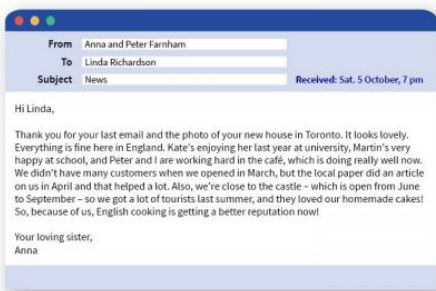 From Anna and Peter Farnham
To Linda Richardson
Subject News Received: Sat. 5 October, 7 pm
Hi Linda,
Thank you for your last email and the photo of your new house in Toronto. It looks lovely.
Everything is fine here in England. Kate's enjoying her last year at university, Martin's very
happy at school, and Peter and I are working hard in the café, which is doing really well now.
We didn't have many customers when we opened in March, but the local paper did an article
on us in April and that helped a lot. Also, we're close to the castle – which is open from June
to September – so we got a lot of tourists last summer, and they loved our homemade cakes!
So, because of us, English cooking is getting a better reputation now!
Your loving sister,
Anna